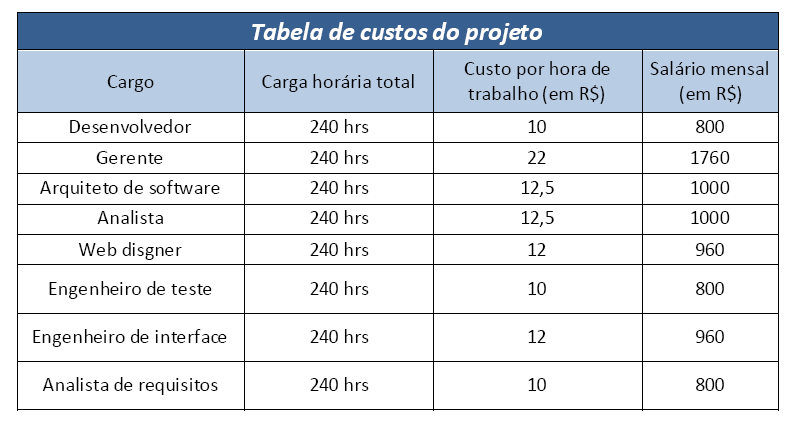 Tabela de custos do projeto
Cargo Carga horária total Custo por hora de trabalho (em R$) Salário mensal (em R$)
Desenvolvedor 240 hrs 10 800
Gerente 240 hrs 22 1760
Arquiteto de software 240 hrs 12,5 1000
Analista 240 hrs 12,5 1000
Web disgner 240 hrs 12 960
Engenheiro de teste 240 hrs 10 800
Engenheiro de interface 240 hrs 12 960
Analista de requisitos 240 hrs 10 800